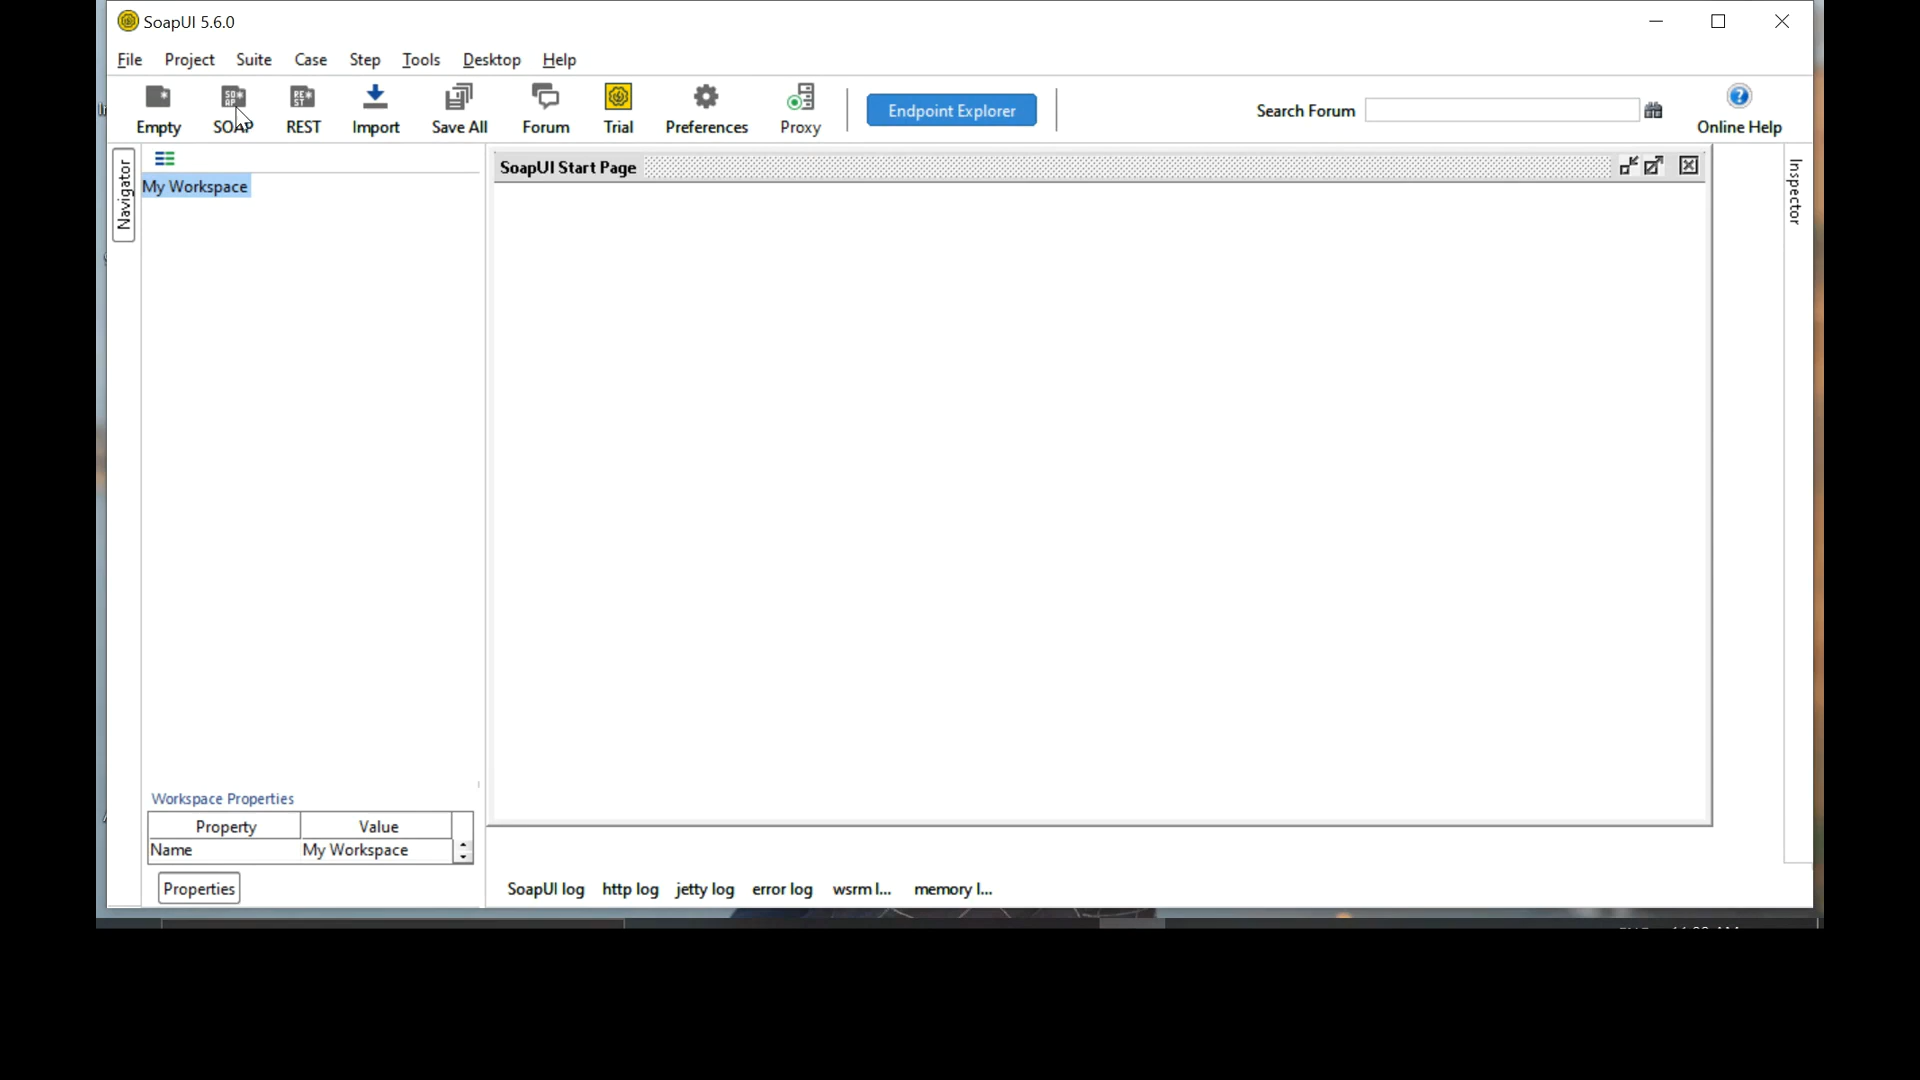 SoapUI 5.6.0
File Project Suite Case Step Tools Desktop Help
Empty SOAP REST Import Save All Forum Trial Preferences Proxy Endpoint Explorer Search Forum Online Help
Navigator
My Workspace
SoapUI Start Page
Inspector
Workspace Properties
Property Value
Name My Workspace
Properties
SoapUI log http log jetty log error log wsrm l... memory l...